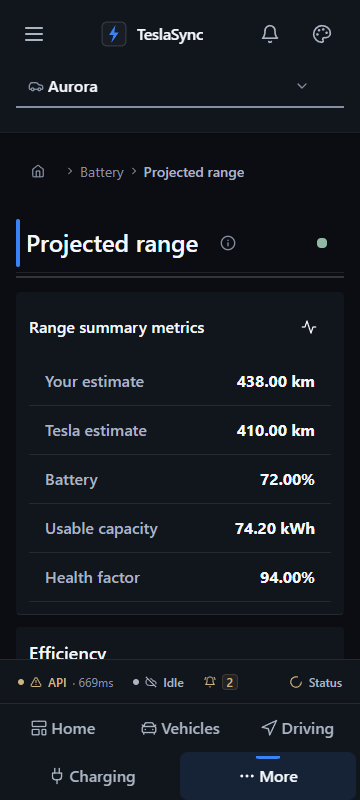 TeslaSync
Aurora
Battery > Projected range
Projected range
Range summary metrics
Your estimate 438.00 km
Tesla estimate 410.00 km
Battery 72.00%
Usable capacity 74.20 kWh
Health factor 94.00%
Efficiency
API · 669ms Idle 2 Status
Home Vehicles Driving
Charging More